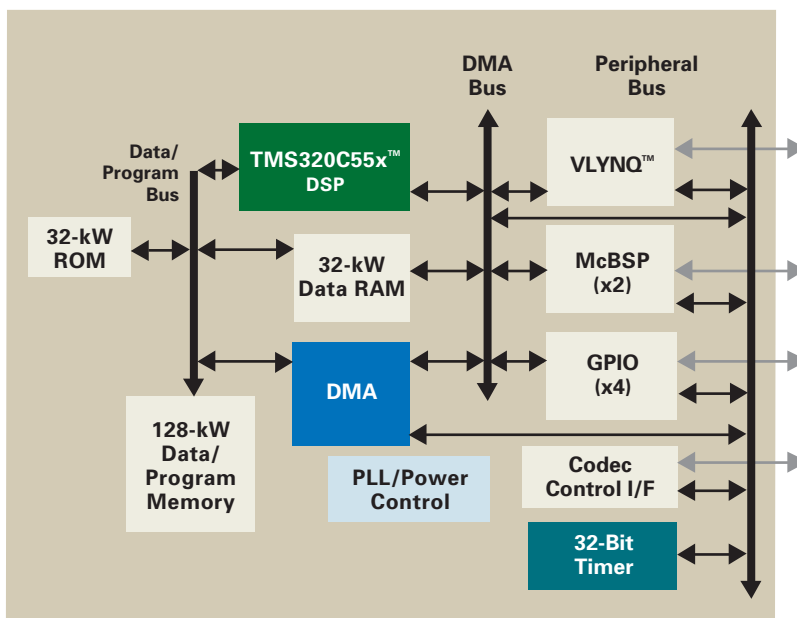 DMA
Bus
Peripheral
Bus
Data/
Program
Bus
TMS320C55x™
DSP
VLYNQ™
32-kW
ROM
32-kW
Data RAM
McBSP
(x2)
DMA
GPIO
(x4)
128-kW
Data/
Program
Memory
PLL/Power
Control
Codec
Control I/F
32-Bit
Timer